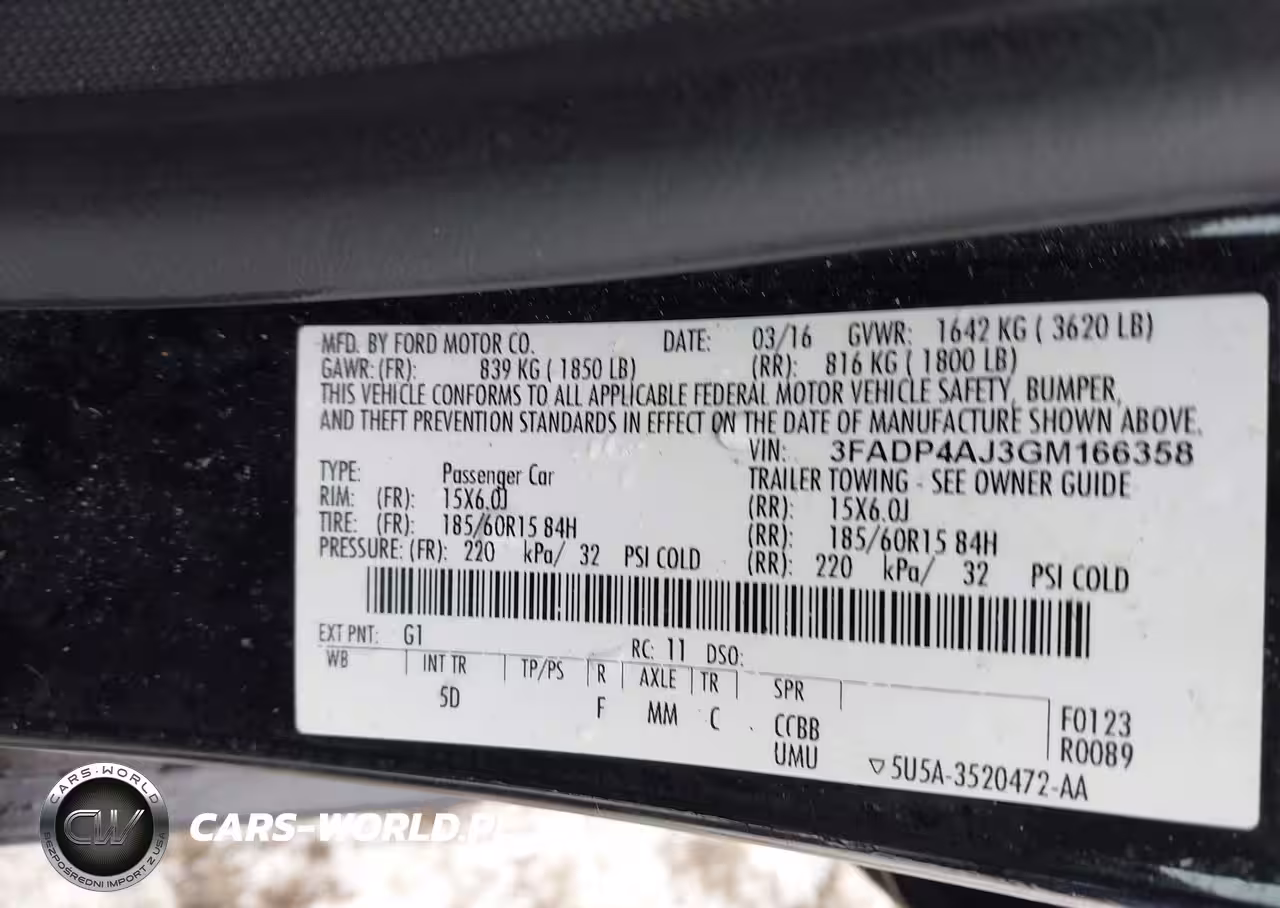 MFD. BY FORD MOTOR CO. DATE: 03/16 GVWR: 1642 KG ( 3620 LB)
GAWR: (FR): 839 KG ( 1850 LB) (RR): 816 KG ( 1800 LB)
THIS VEHICLE CONFORMS TO ALL APPLICABLE FEDERAL MOTOR VEHICLE SAFETY, BUMPER,
AND THEFT PREVENTION STANDARDS IN EFFECT ON THE DATE OF MANUFACTURE SHOWN ABOVE.
VIN: 3FADP4AJ3GM166358
TYPE: Passenger Car TRAILER TOWING - SEE OWNER GUIDE
RIM: (FR): 15X6.0J (RR): 15X6.0J
TIRE: (FR): 185/60R15 84H (RR): 185/60R15 84H
PRESSURE: (FR): 220 kPa/ 32 PSI COLD (RR): 220 kPa/ 32 PSI COLD
EXT PNT: G1 RC: 11 DSO:
WB INT TR TP/PS R AXLE TR SPR
5D F MM C CCBB F0123
UMU R0089
▽5U5A-3520472-AA
CARS-WORLD
CW
BEZPOŚREDNI IMPORT Z USA
CARS-WORLD.P